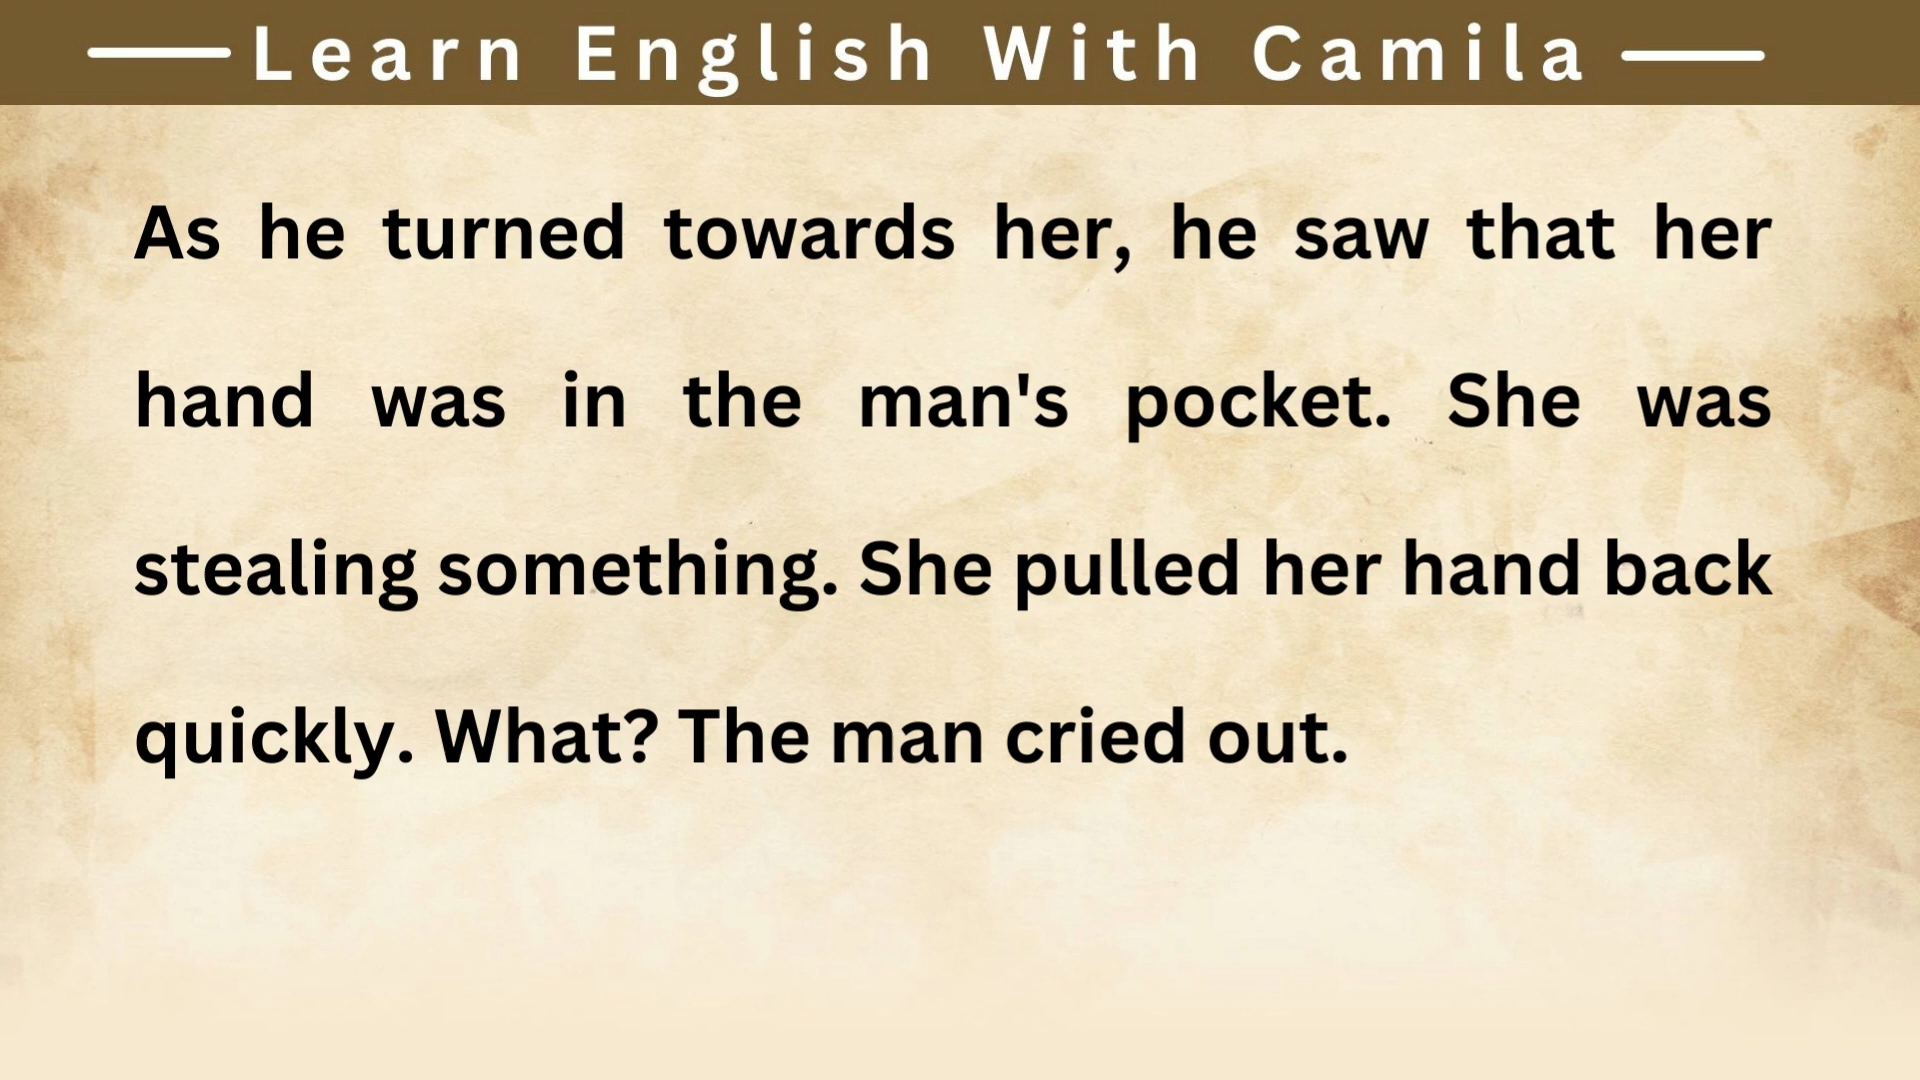 Learn English With Camila
As he turned towards her, he saw that her
hand was in the man's pocket. She was
stealing something. She pulled her hand back
quickly. What? The man cried out.